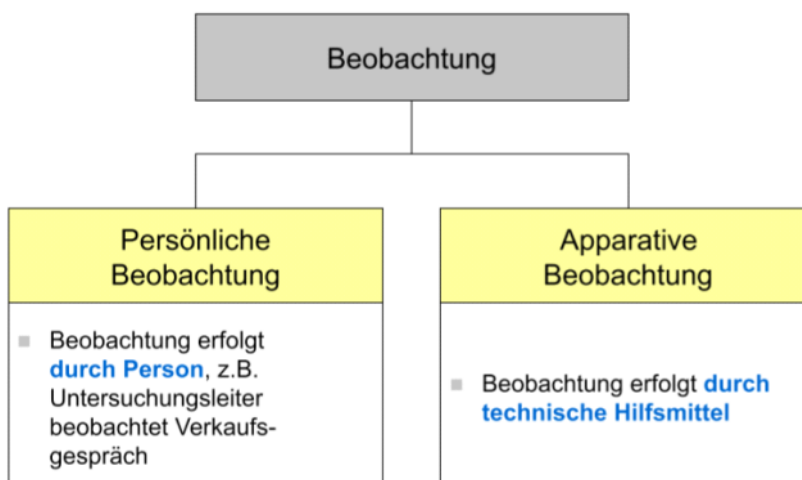 Beobachtung
Persönliche
Beobachtung
Beobachtung erfolgt
durch Person, z.B.
Untersuchungsleiter
beobachtet Verkaufs-
gespräch
Apparative
Beobachtung
Beobachtung erfolgt durch
technische Hilfsmittel